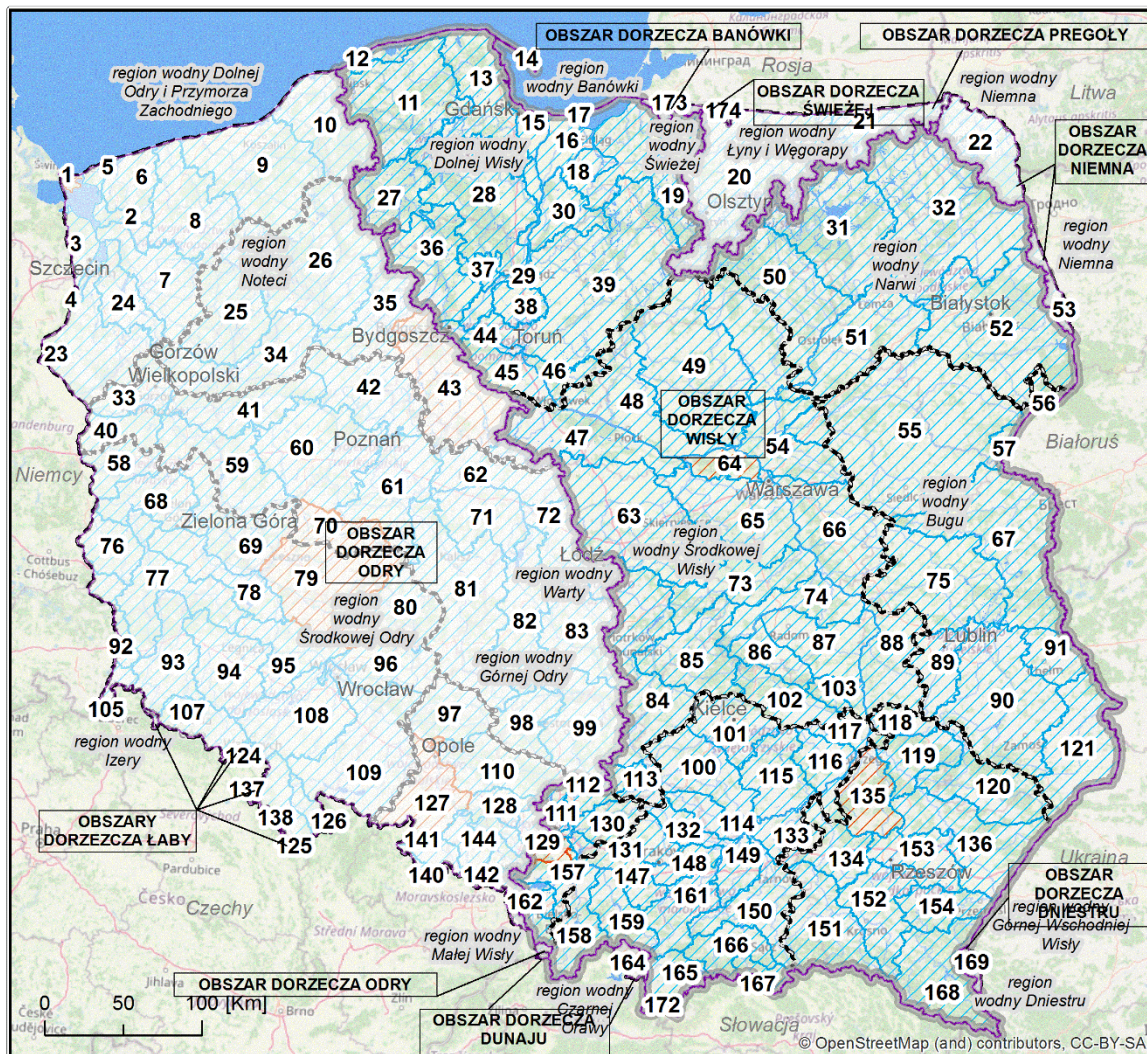 OBSZAR DORZECZA BANÓWKI
OBSZAR DORZECZA PREGOŁY
Rosja
Litwa
12
14
region wodny Dolnej
Odry i Przymorza
Zachodniego
region
wodny Banówki
13
11
Gdańsk
173
174
OBSZAR DORZECZA
ŚWIEŻEJ
21
region wodny
Niemna
22
OBSZAR
DORZECZA
NIEMNA
10
15
17
16
region wodny
Dolnej Wisły
region
wodny
Świeżej
region wodny
Łyny i Węgorapy
1
5
6
9
18
20
19
Olsztyn
27
28
30
31
32
2
8
3
Szczecin
7
4
24
region
wodny
Noteci
26
25
36
37
29
39
38
35
50
region
wodny
Narwi
Białystok
region
wodny
Niemna
53
52
51
23
Gorzów
Wielkopolski
34
Bydgoszcz
44
Toruń
45
46
49
33
42
43
48
41
40
OBSZAR
DORZECZA
WISŁY
55
56
57
Białoruś
Niemcy
58
59
60
Poznań
61
62
47
64
54
Warszawa
region
wodny
Bugu
68
Zielona Góra
70
71
72
63
65
66
67
76
69
OBSZAR
DORZECZA
ODRY
Łódź
region
wodny Środkowej
Wisły
77
78
79
region
wodny
Środkowej Odry
80
81
region wodny
Warty
82
83
73
74
75
92
93
94
95
96
Wrocław
region wodny
Górnej Odry
85
86
87
88
Lublin
89
91
90
84
102
103
105
107
108
97
98
99
Kielce
101
117
118
119
121
region wodny
Izery
124
109
Opole
110
112
113
100
115
116
120
137
127
128
111
114
135
138
126
125
OBSZARY
DORZEZCZA ŁABY
141
144
129
130
131
132
133
134
153
136
Rzeszów
Ukraina
140
142
157
147
148
149
152
154
OBSZAR
DORZECZA
DNIESTRU
Czechy
162
161
150
151
region wodny
Górnej Wschodniej
Wisły
region wodny
Małej Wisły
158
159
166
164
165
167
169
168
region
wodny Dniestru
OBSZAR DORZECZA ODRY
region wodny
Czarnej
Orawy
172
OBSZAR DORZECZA
DUNAJU
Słowacja
0 50 100 [Km]
© OpenStreetMap (and) contributors, CC-BY-SA